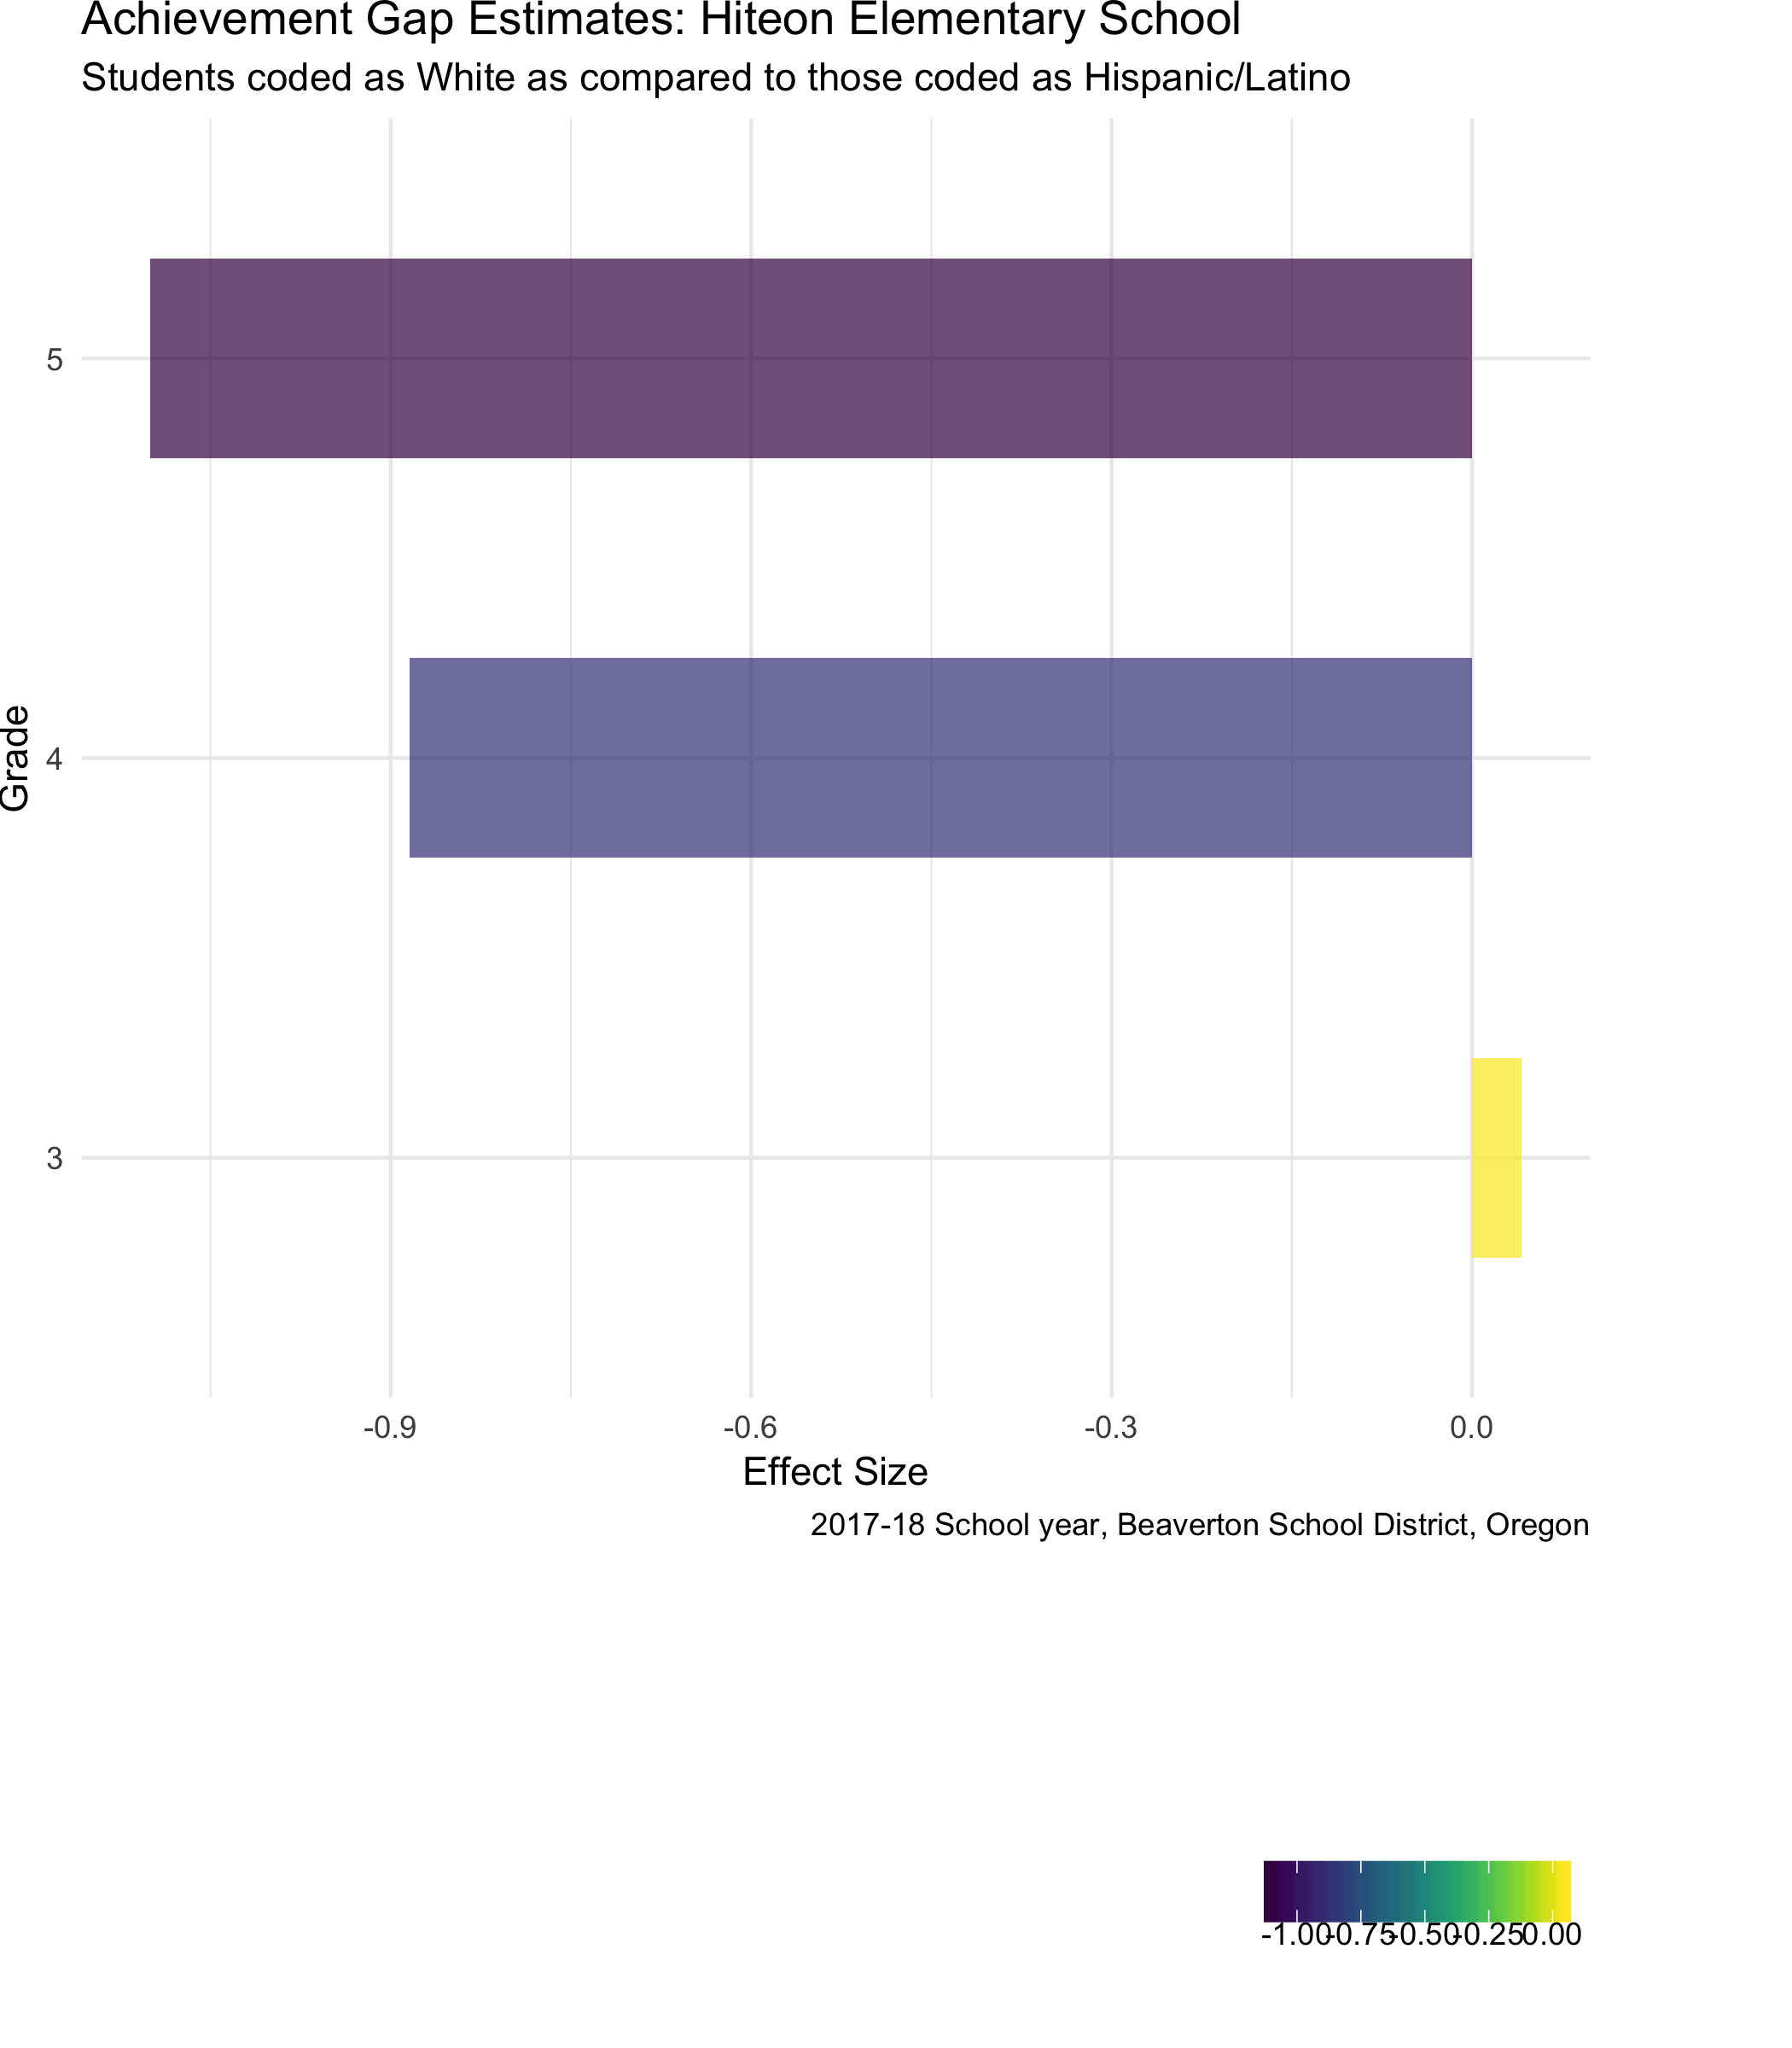 Achievement Gap Estimates: Hiteon Elementary School
Students coded as White as compared to those coded as Hispanic/Latino
5
4
3
Grade
-0.9 -0.6 -0.3 0.0
Effect Size
2017-18 School year, Beaverton School District, Oregon
-1.00 -0.75 -0.50 -0.25 0.00